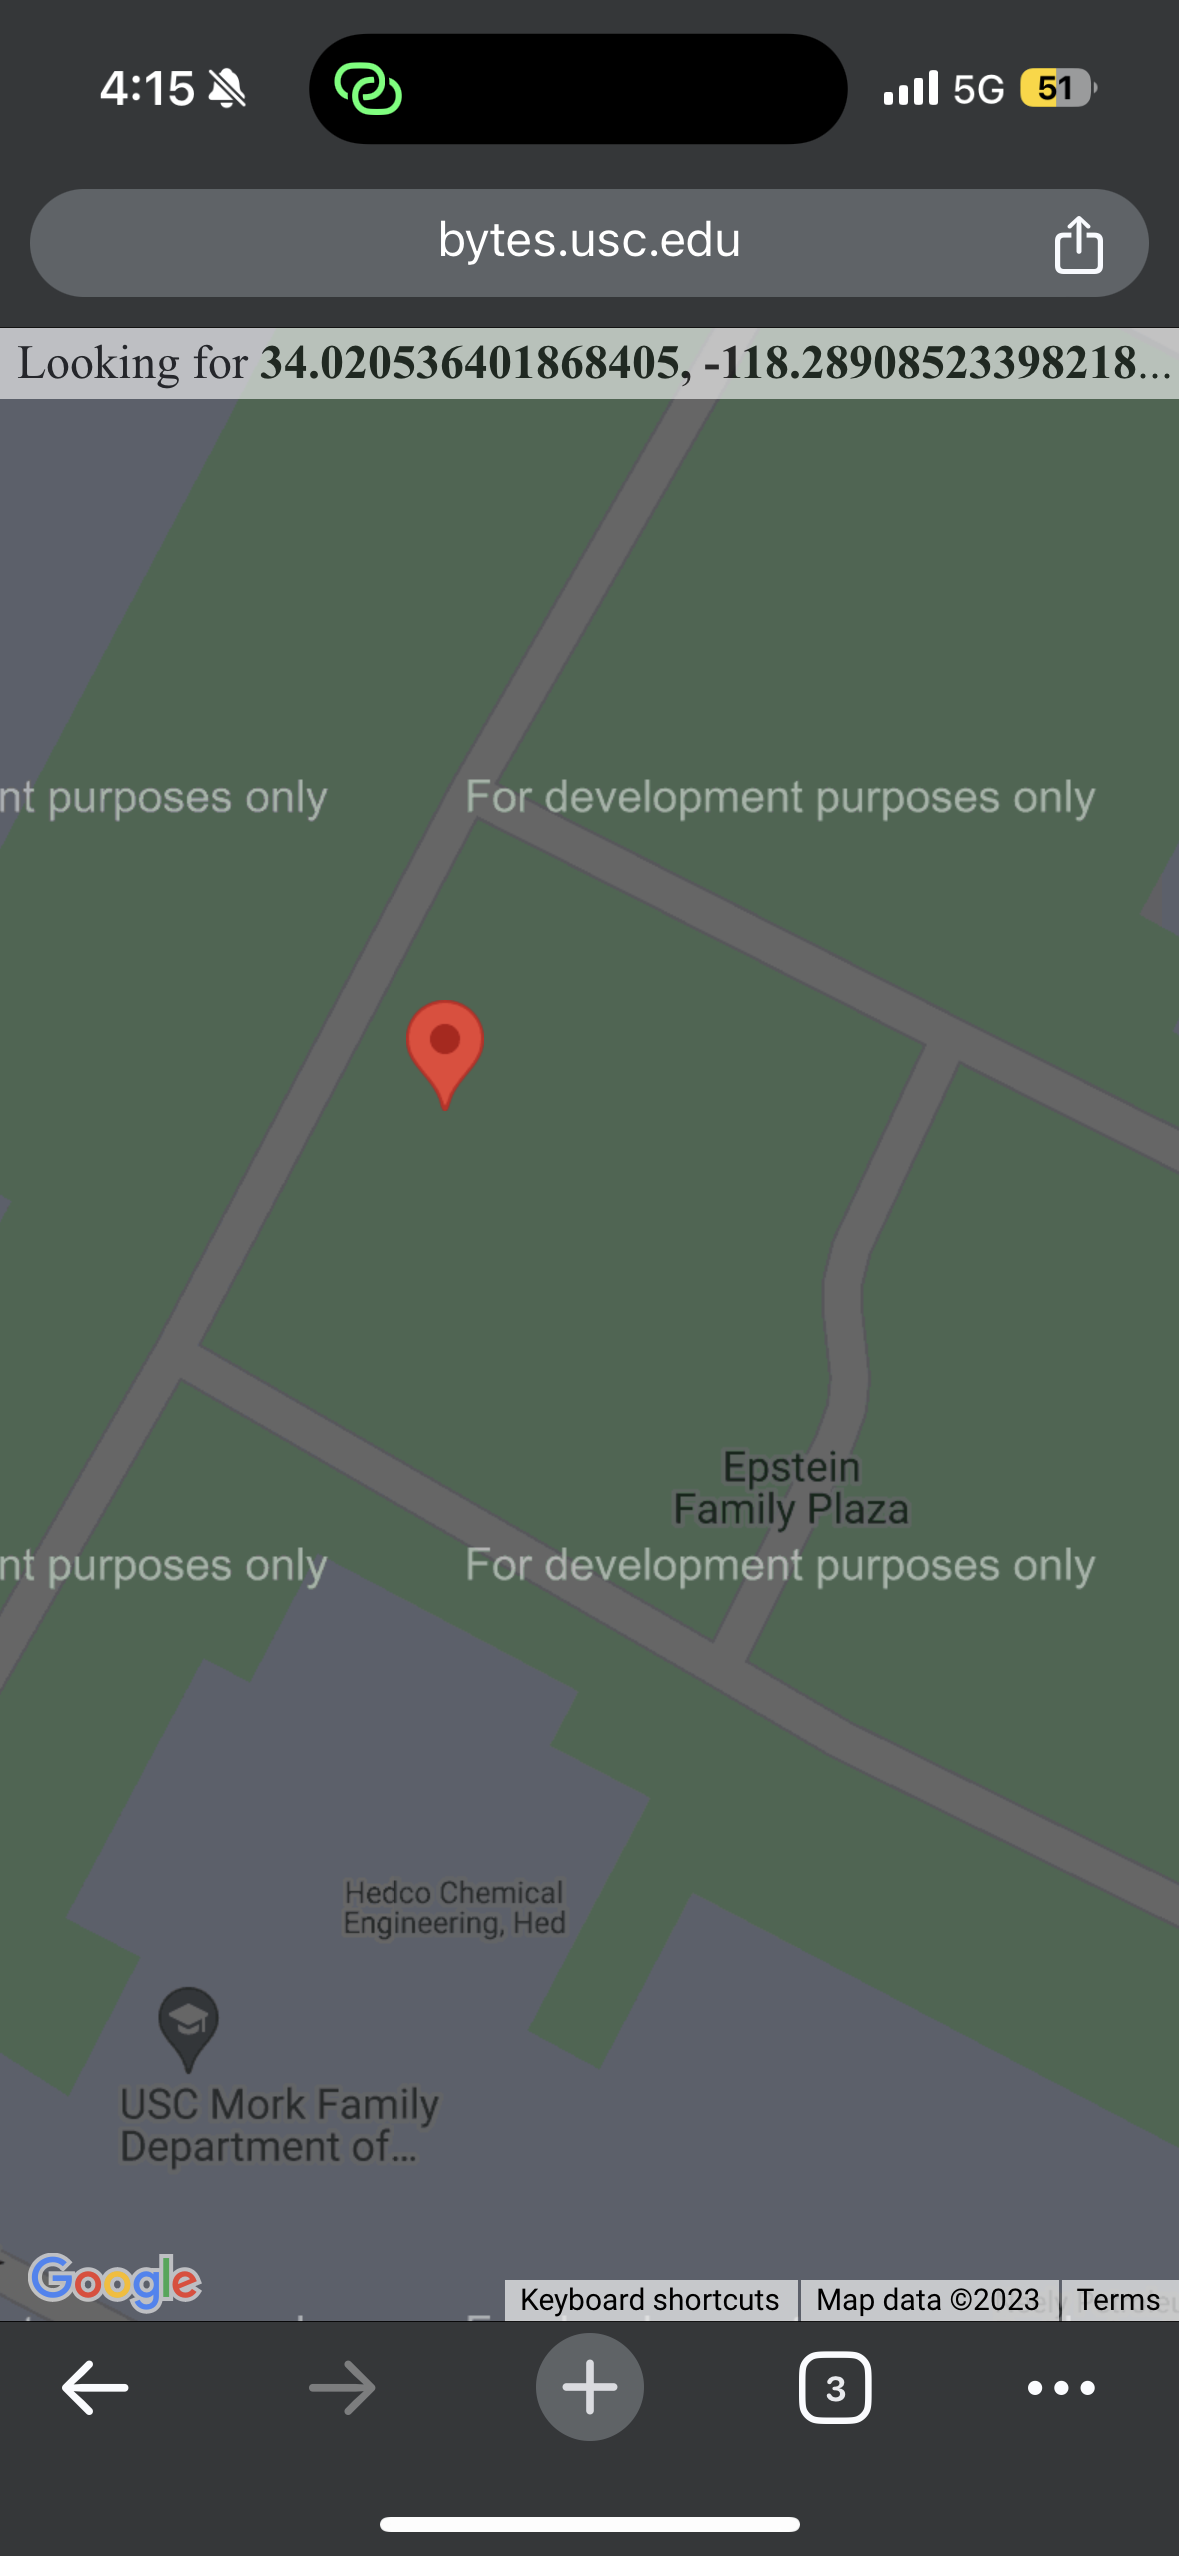 4:15
5G 51
bytes.usc.edu
Looking for 34.020536401868405, -118.28908523398218...
nt purposes only For development purposes only
Epstein
Family Plaza
nt purposes only For development purposes only
Hedco Chemical
Engineering, Hed
USC Mork Family
Department of...
Google
Keyboard shortcuts Map data ©2023 Terms
3